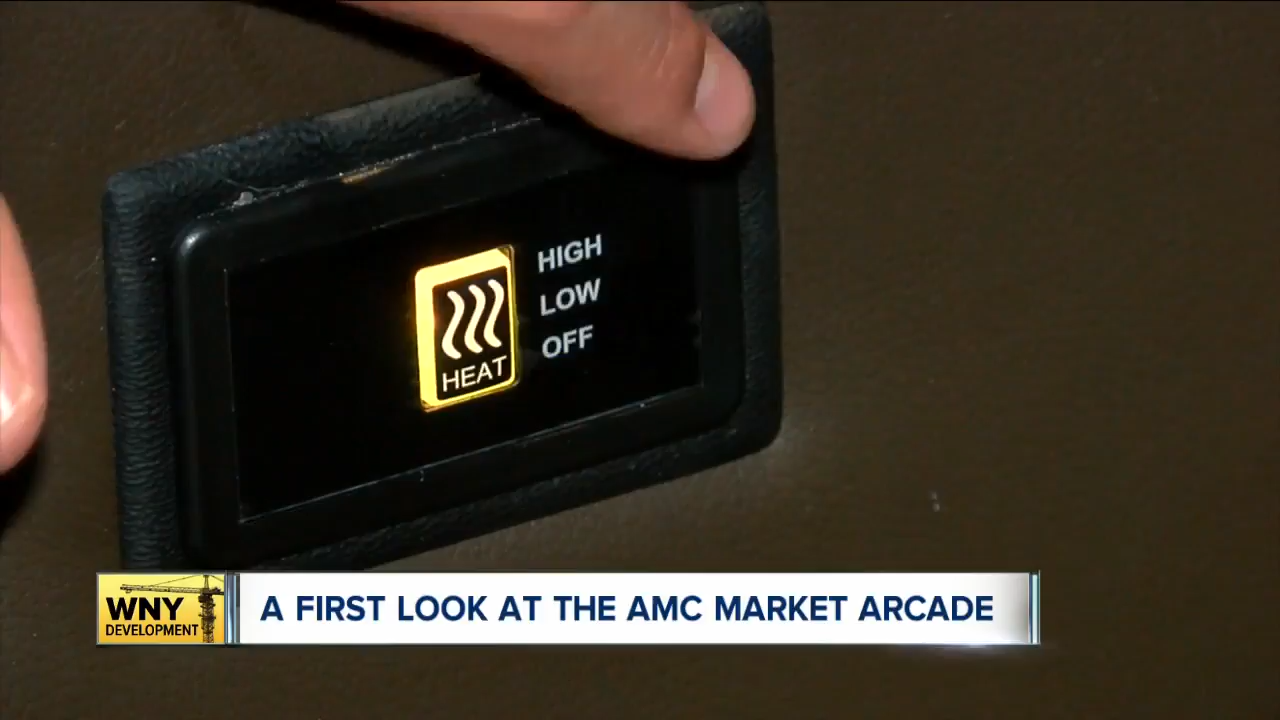 HIGH
LOW
OFF
HEAT
WNY
DEVELOPMENT
A FIRST LOOK AT THE AMC MARKET ARCADE